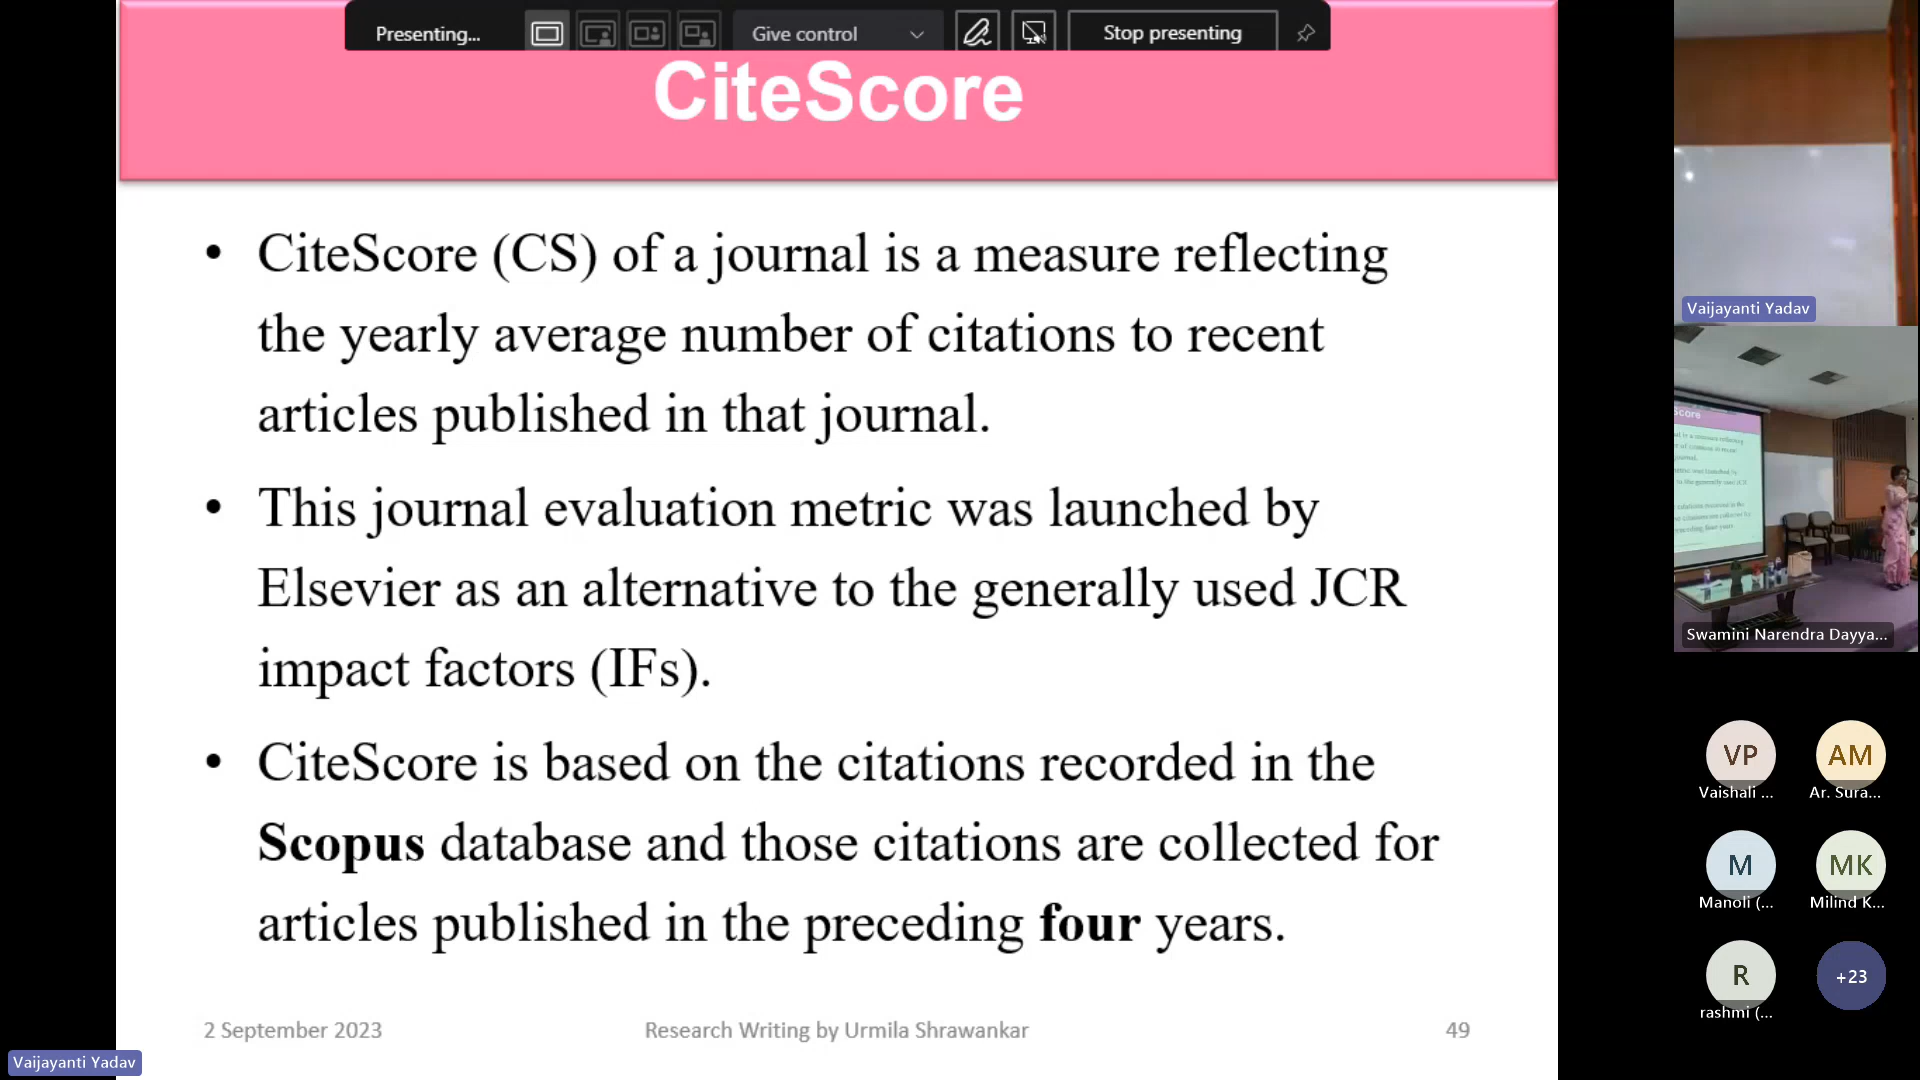 Presenting...
Give control
Stop presenting
CiteScore
• CiteScore (CS) of a journal is a measure reflecting
the yearly average number of citations to recent
articles published in that journal.
• This journal evaluation metric was launched by
Elsevier as an alternative to the generally used JCR
impact factors (IFs).
• CiteScore is based on the citations recorded in the
Scopus database and those citations are collected for
articles published in the preceding four years.
2 September 2023
Research Writing by Urmila Shrawankar
49
Vaijayanti Yadav
Vaijayanti Yadav
Swamini Narendra Dayya...
VP
Vaishali ...
AM
Ar. Sura...
M
Manoli (...
MK
Milind K...
R
rashmi (...
+23